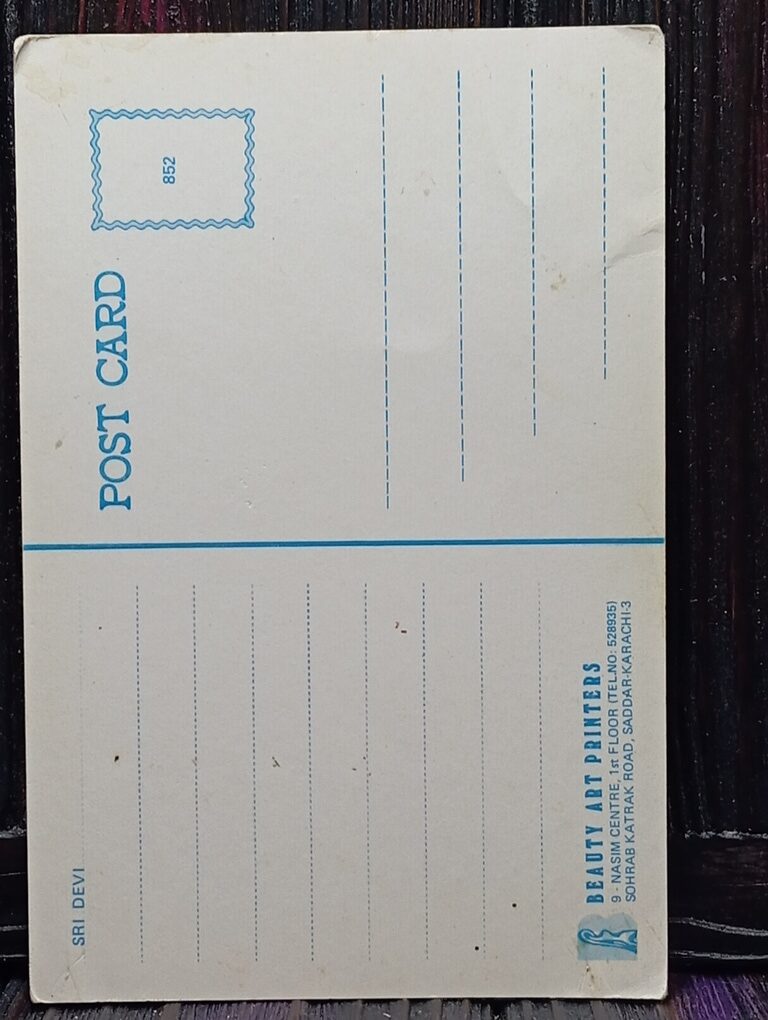 SRI DEVI
BEAUTY ART PRINTERS
9 - NASIM CENTRE, 1st FLOOR (TEL.NO: 528935)
SOHRAB KATRAK ROAD, SADDAR-KARACHI-3
POST CARD
852